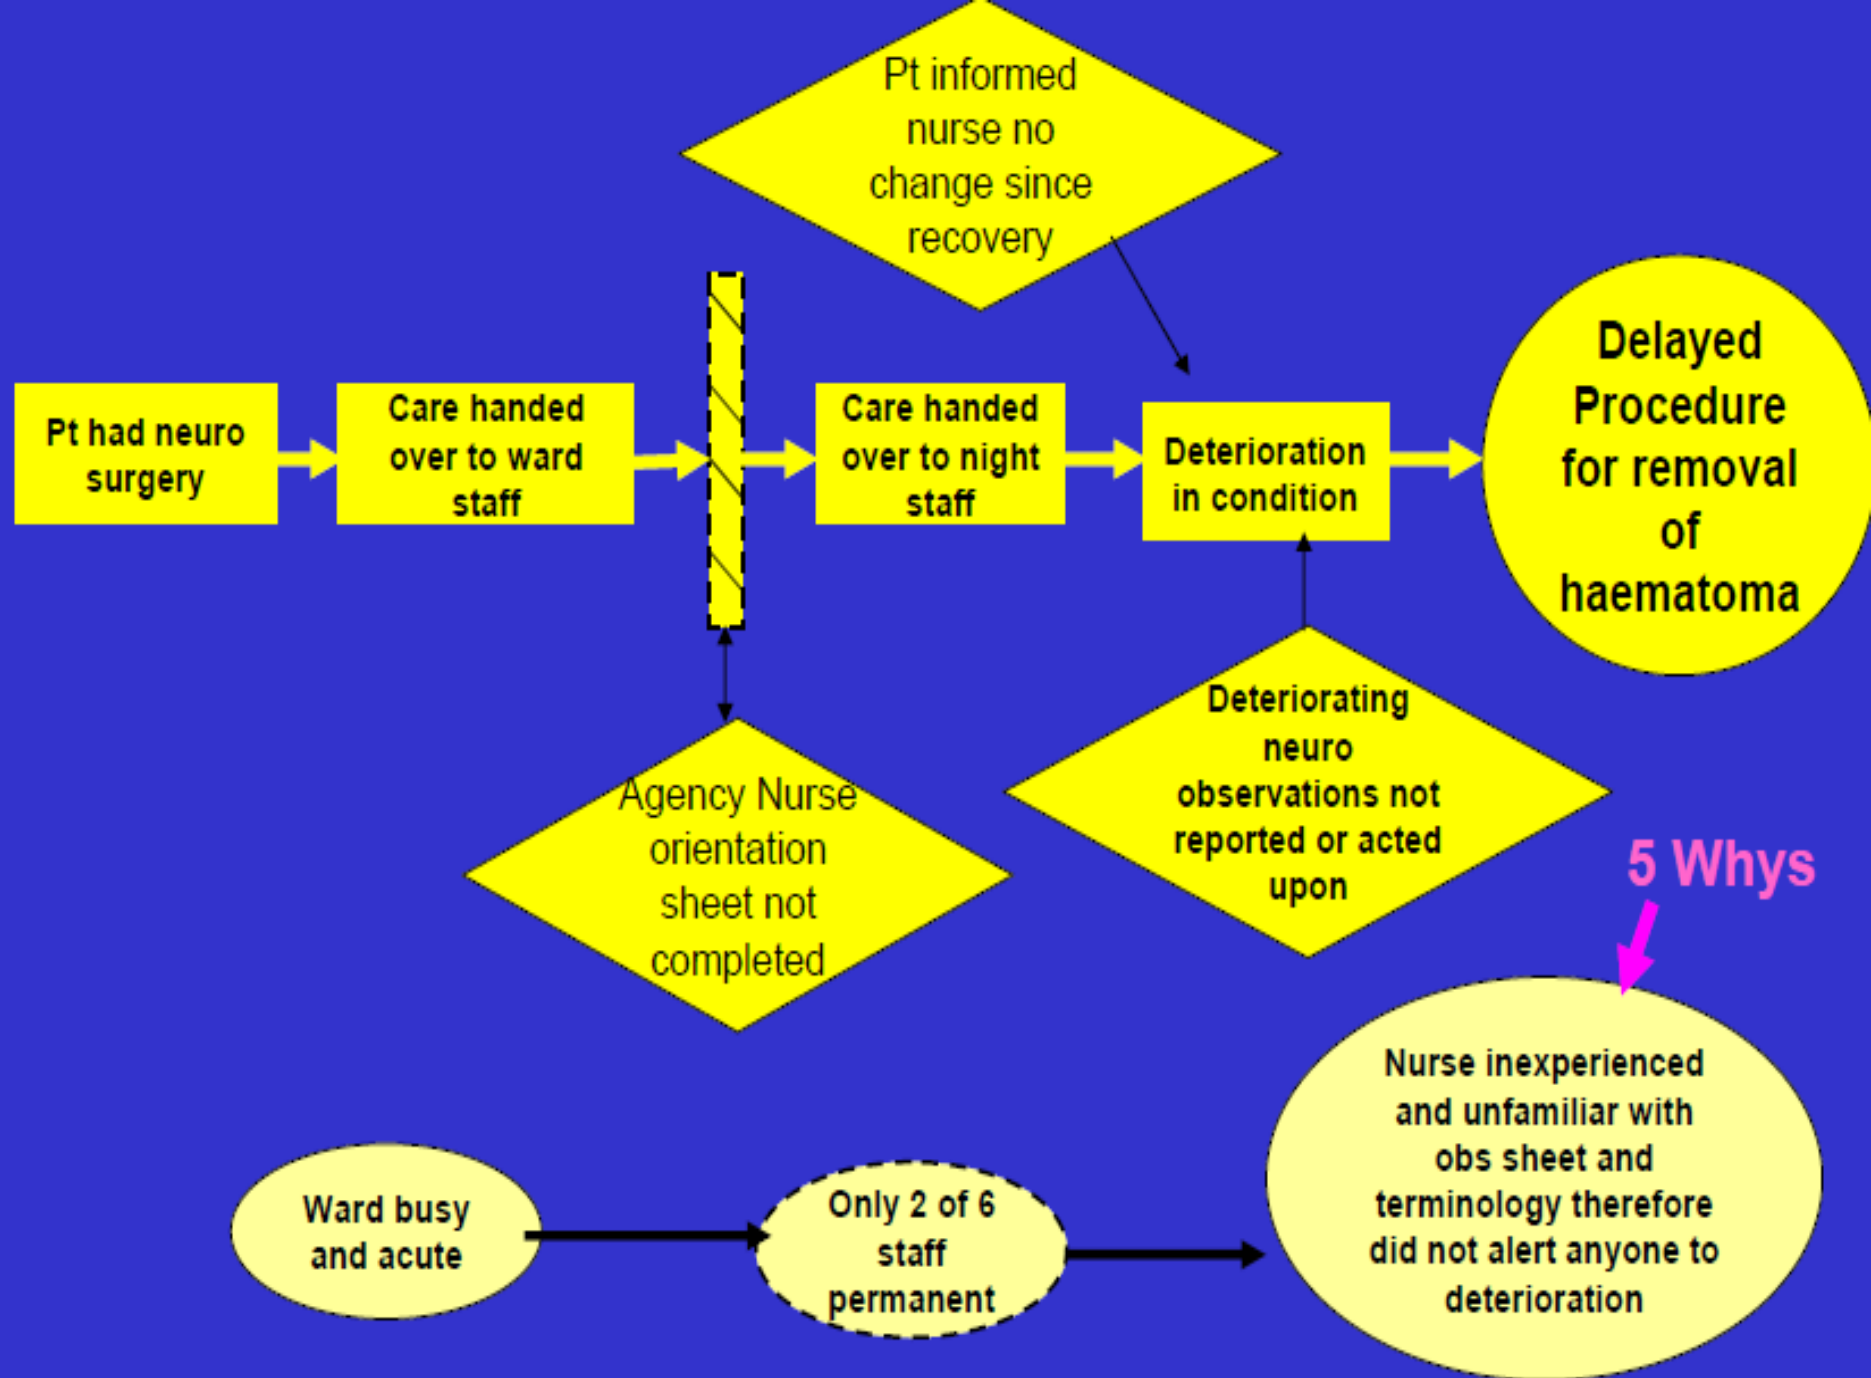 Pt informed
nurse no
change since
recovery
Pt had neuro
surgery
Care handed
over to ward
staff
Care handed
over to night
staff
Deterioration
in condition
Delayed
Procedure
for removal
of
haematoma
Agency Nurse
orientation
sheet not
completed
Deteriorating
neuro
observations not
reported or acted
upon
5 Whys
Ward busy
and acute
Only 2 of 6
staff
permanent
Nurse inexperienced
and unfamiliar with
obs sheet and
terminology therefore
did not alert anyone to
deterioration